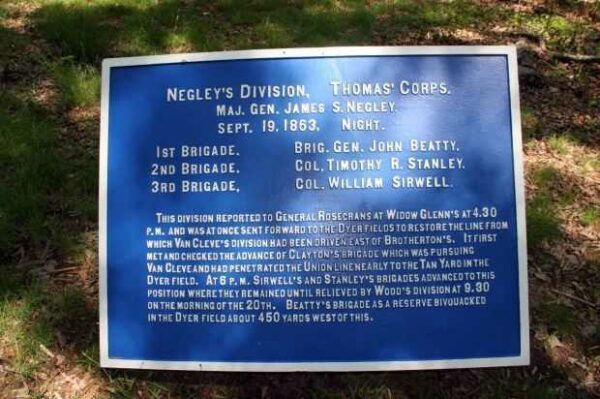 NEGLEY'S DIVISION, THOMAS' CORPS.
MAJ. GEN. JAMES S. NEGLEY.
SEPT. 19, 1863, NIGHT.
1ST BRIGADE, BRIG. GEN. JOHN BEATTY.
2ND BRIGADE, COL. TIMOTHY R. STANLEY.
3RD BRIGADE, COL. WILLIAM SIRWELL.
THIS DIVISION REPORTED TO GENERAL ROSECRANS AT WIDOW GLENN'S AT 4.30
P.M. AND WAS AT ONCE SENT FORWARD TO THE DYER FIELDS TO RESTORE THE LINE FROM
WHICH VAN CLEVE'S DIVISION HAD BEEN DRIVEN EAST OF BROTHERTON'S. IT FIRST
MET AND CHECKED THE ADVANCE OF CLAYTON'S BRIGADE WHICH WAS PURSUING
VAN CLEVE AND HAD PENETRATED THE UNION LINE NEARLY TO THE TAN YARD IN THE
DYER FIELD. AT 6 P.M. SIRWELL'S AND STANLEY'S BRIGADES ADVANCED TO THIS
POSITION WHERE THEY REMAINED UNTIL RELIEVED BY WOOD'S DIVISION AT 9.30
ON THE MORNING OF THE 20TH. BEATTY'S BRIGADE AS A RESERVE BIVOUACKED
IN THE DYER FIELD ABOUT 450 YARDS WEST OF THIS.